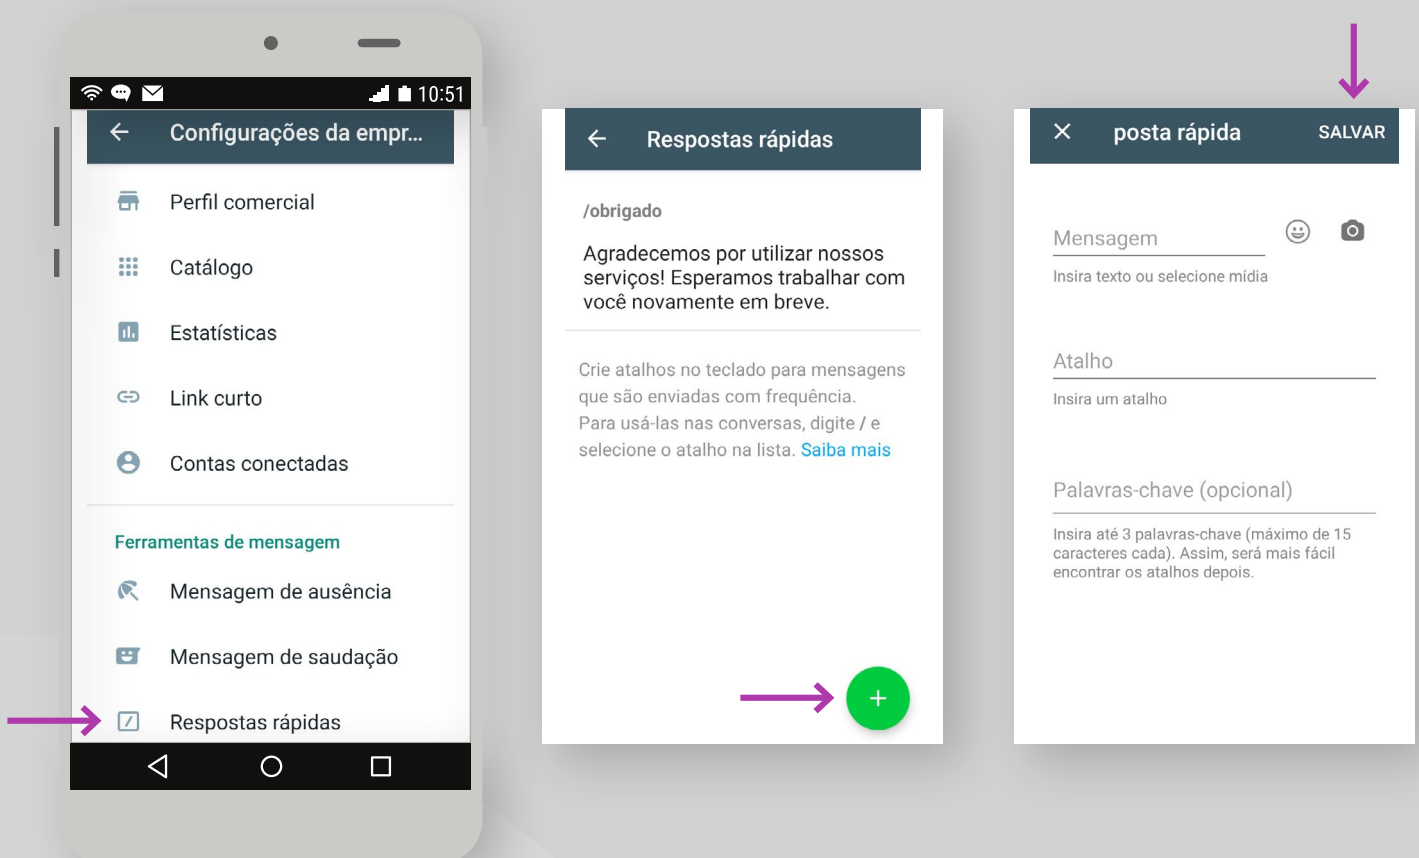 10:51
Configurações da empr...
Perfil comercial
Catálogo
Estatísticas
Link curto
Contas conectadas
Ferramentas de mensagem
Mensagem de ausência
Mensagem de saudação
Respostas rápidas
Respostas rápidas
/obrigado
Agradecemos por utilizar nossos
serviços! Esperamos trabalhar com
você novamente em breve.
Crie atalhos no teclado para mensagens
que são enviadas com frequência.
Para usá-las nas conversas, digite / e
selecione o atalho na lista. Saiba mais
posta rápida SALVAR
Mensagem
Insira texto ou selecione mídia
Atalho
Insira um atalho
Palavras-chave (opcional)
Insira até 3 palavras-chave (máximo de 15
caracteres cada). Assim, será mais fácil
encontrar os atalhos depois.